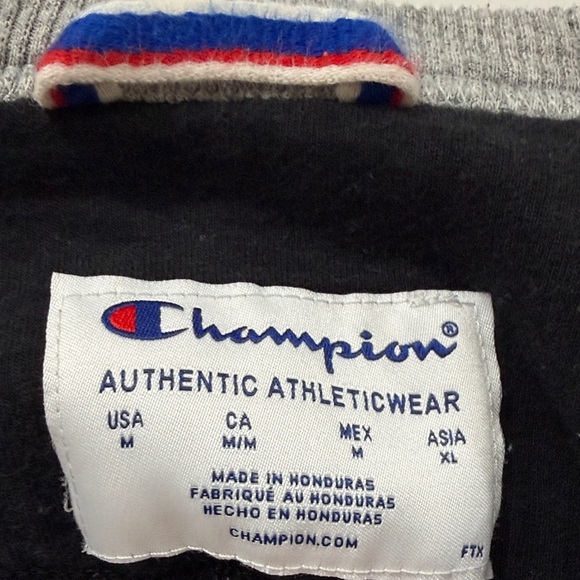 Champion®
AUTHENTIC ATHLETICWEAR
USA CA MEX ASIA
M M/M M XL
MADE IN HONDURAS
FABRIQUÉ AU HONDURAS
HECHO EN HONDURAS
CHAMPION.COM
FTX